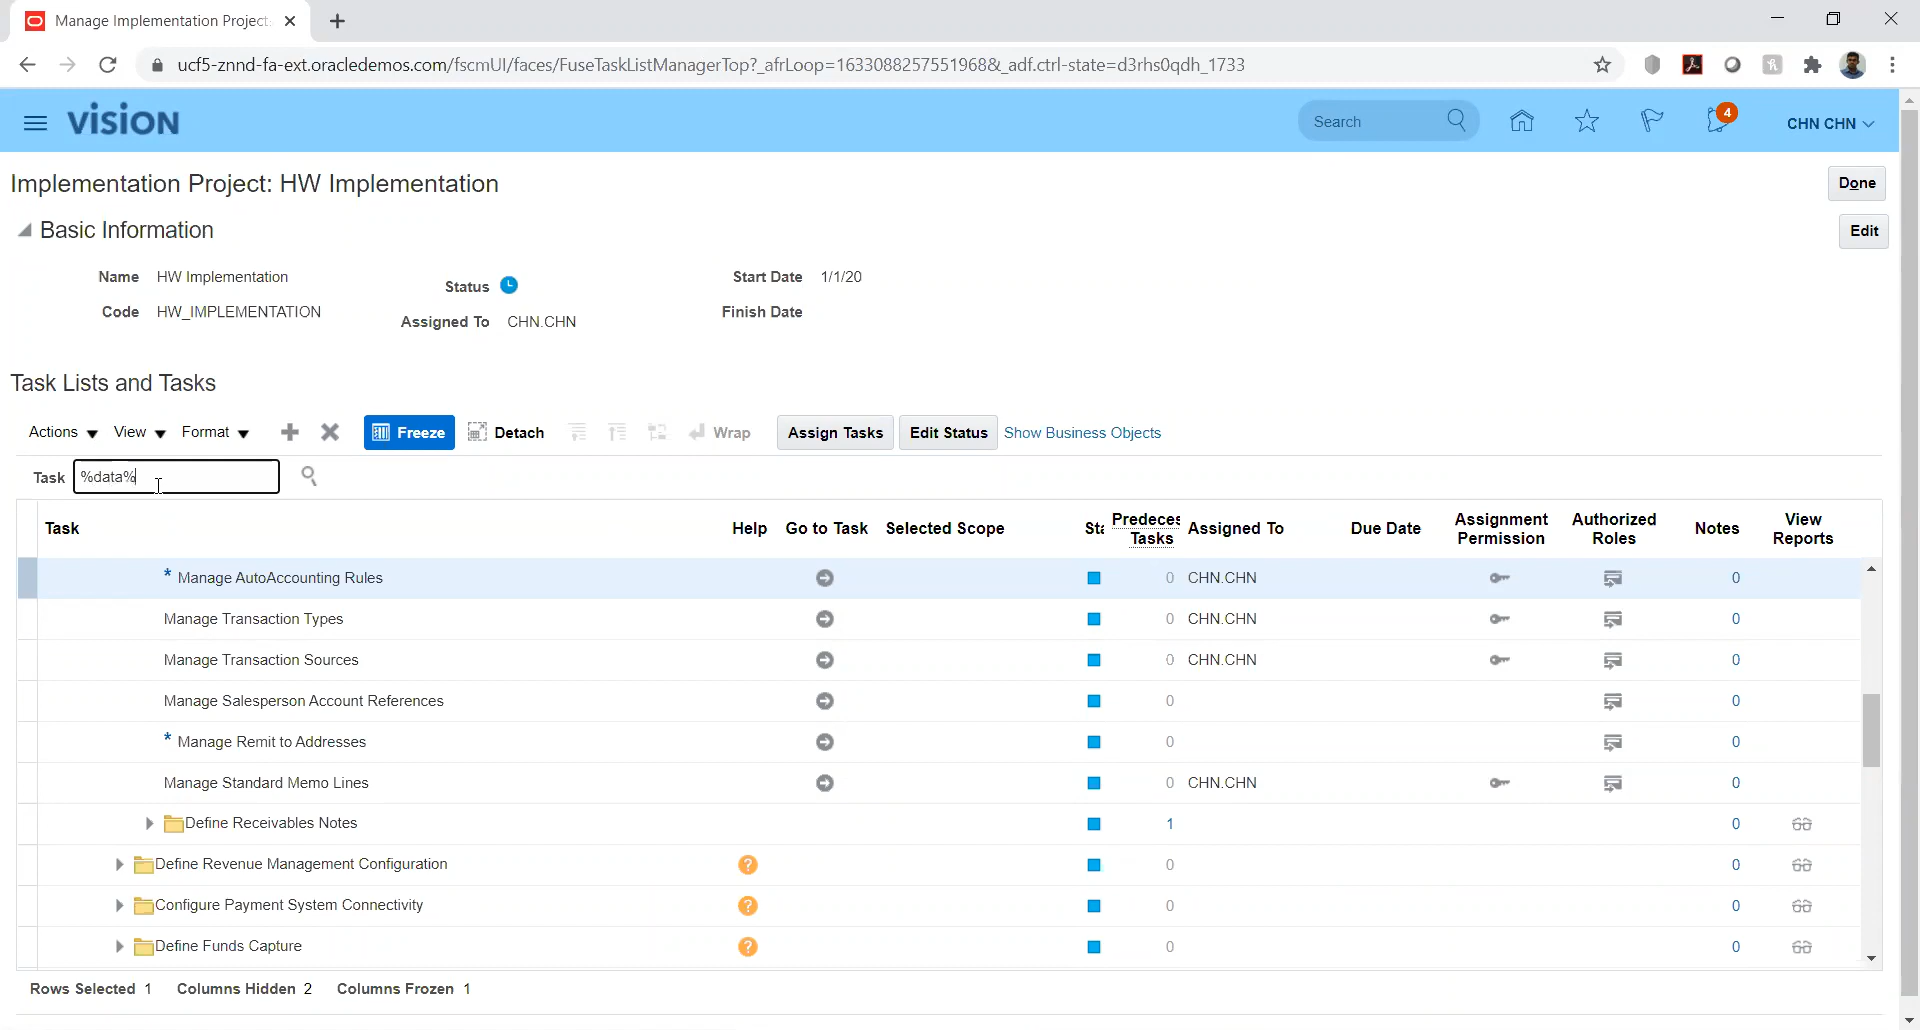 Manage Implementation Project
ucf5-znnd-fa-ext.oracledemos.com/fscmUI/faces/FuseTaskListManagerTop?_afrLoop=1633088257551968&_adf.ctrl-state=d3rhs0qdh_1733
vision
Search
4
CHN CHN
Implementation Project: HW Implementation
Done
Basic Information
Edit
Name HW Implementation
Status
Start Date 1/1/20
Code HW_IMPLEMENTATION
Assigned To CHN.CHN
Finish Date
Task Lists and Tasks
Actions View Format Freeze Detach Wrap Assign Tasks Edit Status Show Business Objects
Task %data%
Task Help Go to Task Selected Scope Sta Predeces Tasks Assigned To Due Date Assignment Permission Authorized Roles Notes View Reports
* Manage AutoAccounting Rules 0 CHN.CHN 0
Manage Transaction Types 0 CHN.CHN 0
Manage Transaction Sources 0 CHN.CHN 0
Manage Salesperson Account References 0 0
* Manage Remit to Addresses 0 0
Manage Standard Memo Lines 0 CHN.CHN 0
Define Receivables Notes 1 0
Define Revenue Management Configuration ? 0 0
Configure Payment System Connectivity ? 0 0
Define Funds Capture ? 0 0
Rows Selected 1 Columns Hidden 2 Columns Frozen 1